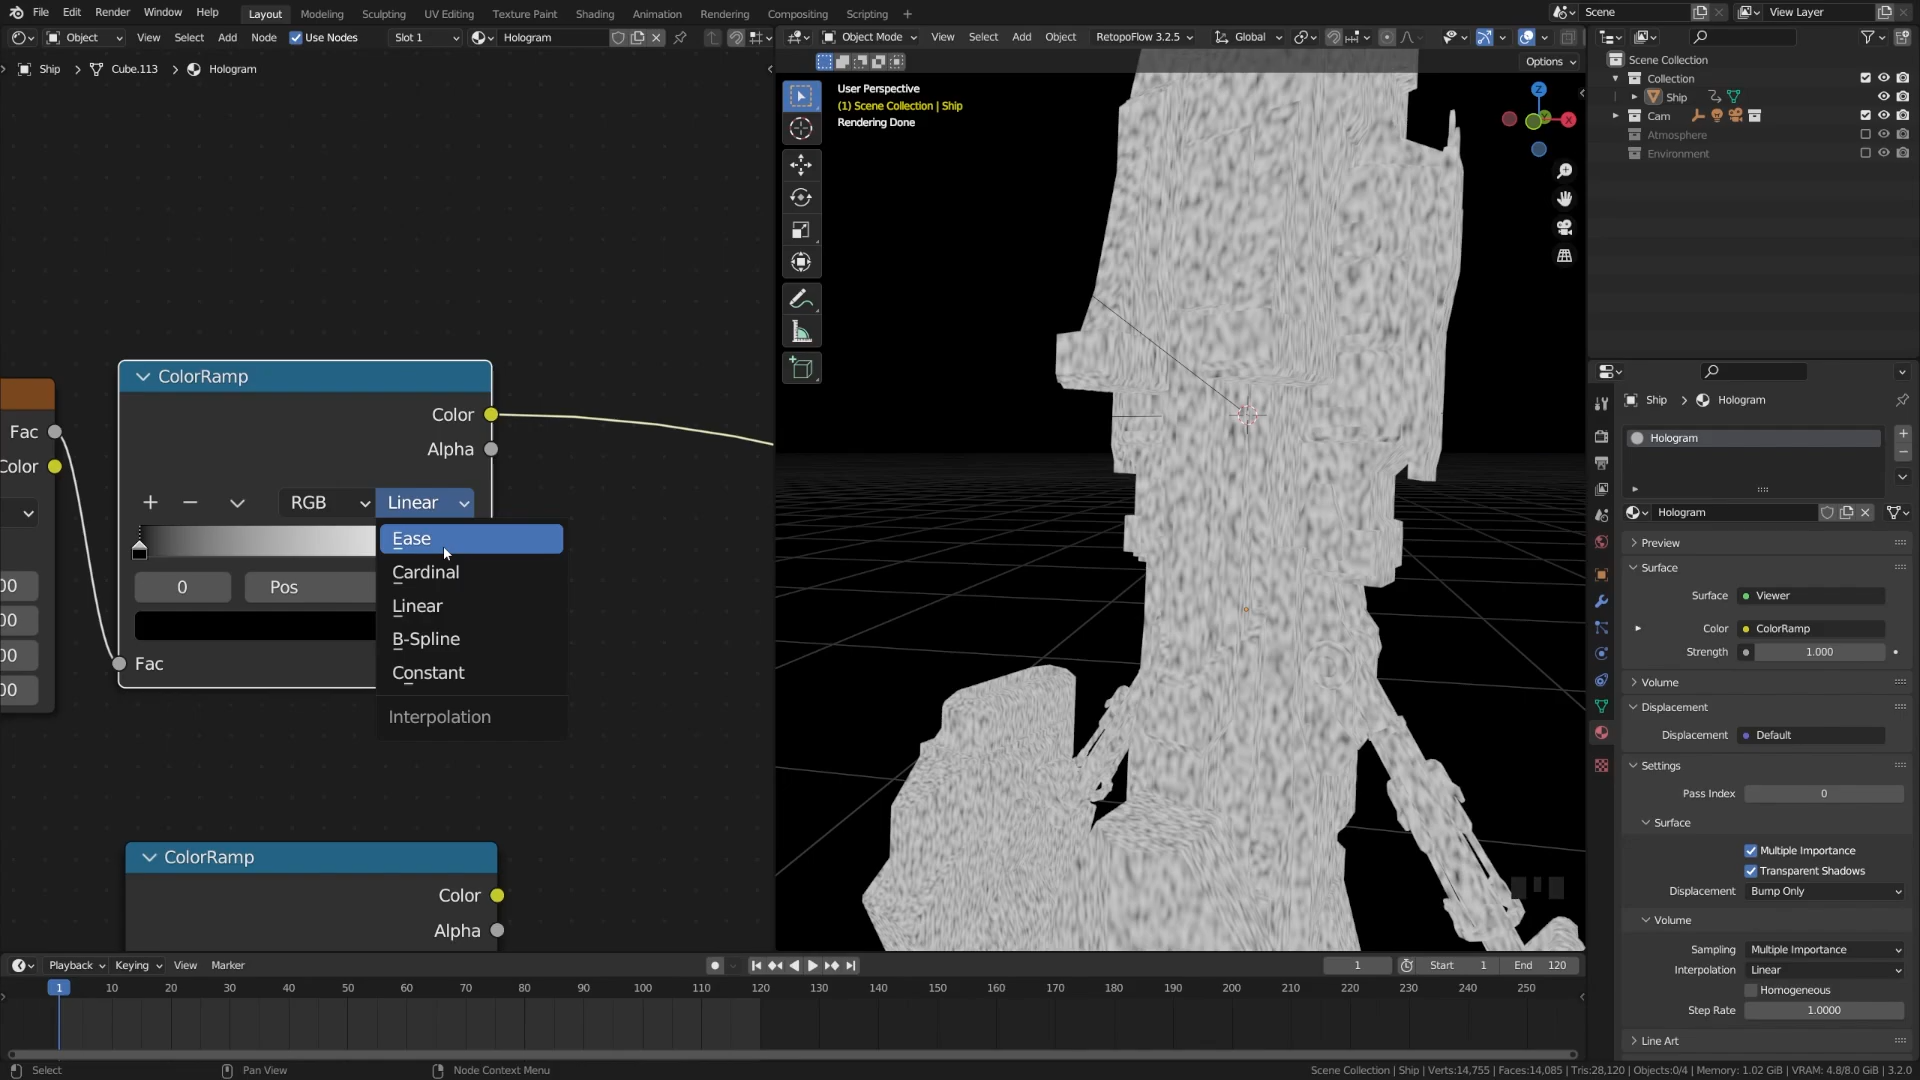 File Edit Render Window Help Layout Modeling Sculpting UV Editing Texture Paint Shading Animation Rendering Compositing Scripting + Scene View Layer
Object View Select Add Node Use Nodes Slot 1 Hologram Object Mode View Select Add Object RetopoFlow 3.2.5 Global
Ship > Cube.113 > Hologram
Options
User Perspective
(1) Scene Collection | Ship
Rendering Done
Z
X
Scene Collection
Collection
Ship
Cam
Atmosphere
Environment
ColorRamp
Color
Alpha
Fac
Color
RGB Linear
0 Pos
Fac
00
00
00
00
Ease
Cardinal
Linear
B-Spline
Constant
Interpolation
ColorRamp
Color
Alpha
Ship > Hologram
Hologram
Hologram
Preview
Surface
Surface Viewer
Color ColorRamp
Strength 1.000
Volume
Displacement
Displacement Default
Settings
Pass Index 0
Surface
Multiple Importance
Transparent Shadows
Displacement Bump Only
Volume
Sampling Multiple Importance
Interpolation Linear
Homogeneous
Step Rate 1.0000
Line Art
Playback Keying View Marker 1 Start 1 End 120
1 10 20 30 40 50 60 70 80 90 100 110 120 130 140 150 160 170 180 190 200 210 220 230 240 250
Select Pan View Node Context Menu Scene Collection | Ship | Verts:14,755 | Faces:14,085 | Tris:28,120 | Objects:0/4 | Memory: 1.02 GiB | VRAM: 4.8/8.0 GiB | 3.2.0